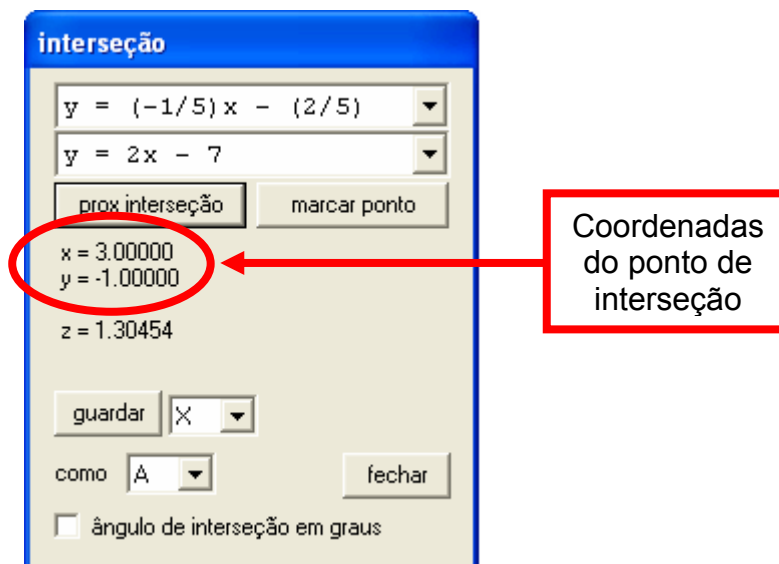 interseção
y = (-1/5)x - (2/5)
y = 2x - 7
prox interseção marcar ponto
x = 3.00000
y = -1.00000
z = 1.30454
guardar X
como A fechar
ângulo de interseção em graus
Coordenadas
do ponto de
interseção